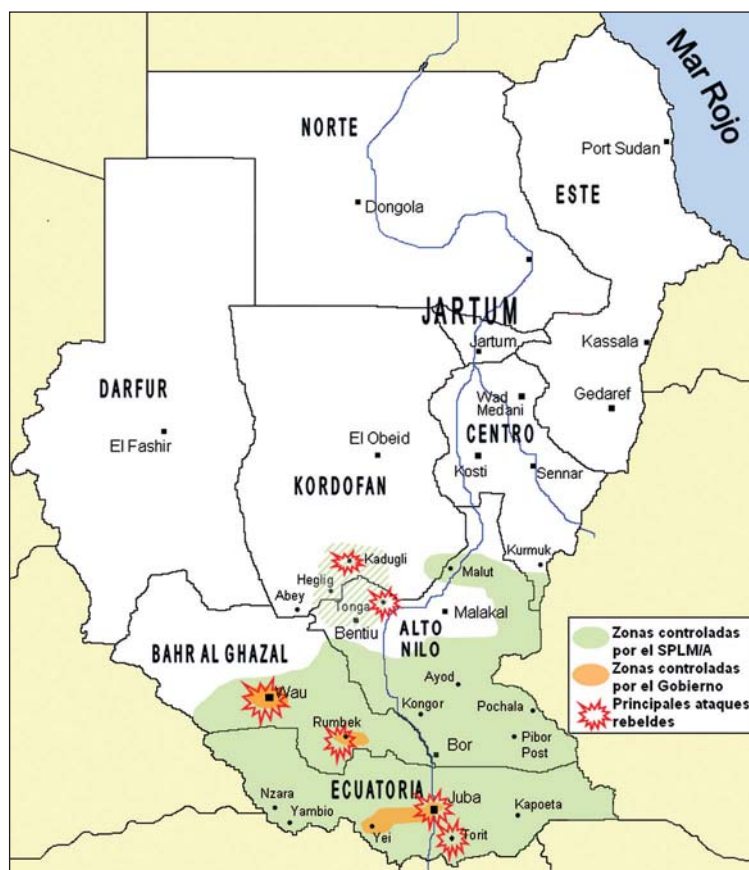 Mar Rojo
NORTE
Port Sudan
ESTE
Dongola
JARTUM
Jartum
Kassala
DARFUR
Wad
Medani
Gedaref
El Fashir
El Obeid
CENTRO
Kosti
Sennar
KORDOFAN
Kadugli
Kurmuk
Malut
Heglig
Abey
Tonga
Malakal
Bentiu
ALTO
NILO
BAHR AL GHAZAL
Zonas controladas
por el SPLM/A
Zonas controladas
por el Gobierno
Principales ataques
rebeldes
Wau
Ayod
Kongor
Pochala
Rumbek
Pibor
Post
Bor
ECUATORIA
Juba
Nzara
Yambio
Yei
Kapoeta
Torit